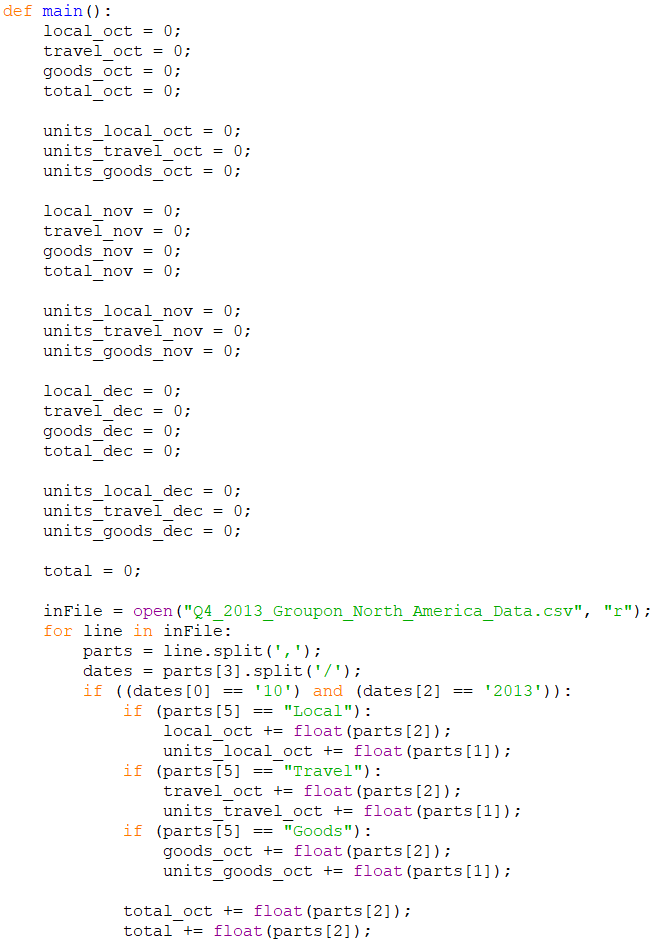 def main():
    local_oct = 0;
    travel_oct = 0;
    goods_oct = 0;
    total_oct = 0;

    units_local_oct = 0;
    units_travel_oct = 0;
    units_goods_oct = 0;

    local_nov = 0;
    travel_nov = 0;
    goods_nov = 0;
    total_nov = 0;

    units_local_nov = 0;
    units_travel_nov = 0;
    units_goods_nov = 0;

    local_dec = 0;
    travel_dec = 0;
    goods_dec = 0;
    total_dec = 0;

    units_local_dec = 0;
    units_travel_dec = 0;
    units_goods_dec = 0;

    total = 0;

    inFile = open("Q4_2013_Groupon_North_America_Data.csv", "r");
    for line in inFile:
        parts = line.split(',');
        dates = parts[3].split('/');
        if ((dates[0] == '10') and (dates[2] == '2013')):
            if (parts[5] == "Local"):
                local_oct += float(parts[2]);
                units_local_oct += float(parts[1]);
            if (parts[5] == "Travel"):
                travel_oct += float(parts[2]);
                units_travel_oct += float(parts[1]);
            if (parts[5] == "Goods"):
                goods_oct += float(parts[2]);
                units_goods_oct += float(parts[1]);

            total_oct += float(parts[2]);
            total += float(parts[2]);